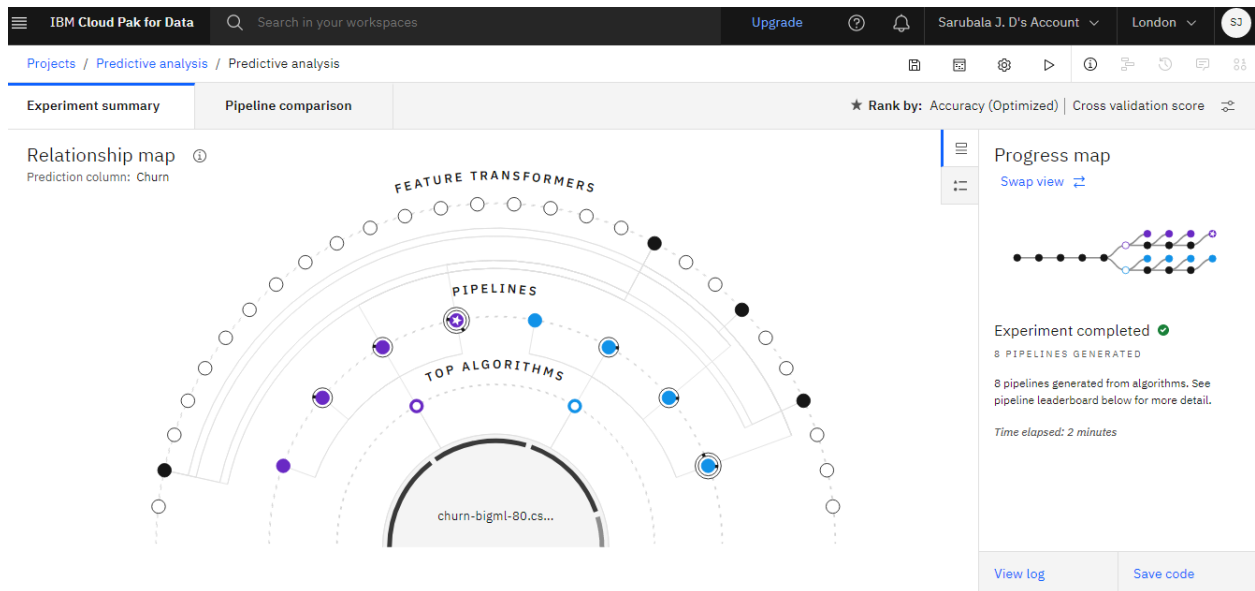 IBM Cloud Pak for Data
Search in your workspaces
Upgrade
Sarubala J. D's Account
London
SJ
Projects / Predictive analysis / Predictive analysis
Experiment summary
Pipeline comparison
Rank by: Accuracy (Optimized) | Cross validation score
Relationship map
Prediction column: Churn
FEATURE TRANSFORMERS
PIPELINES
TOP ALGORITHMS
churn-bigml-80.cs...
Progress map
Swap view
Experiment completed
8 PIPELINES GENERATED
8 pipelines generated from algorithms. See
pipeline leaderboard below for more detail.
Time elapsed: 2 minutes
View log
Save code